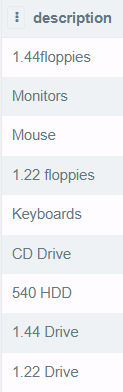 description
1.44floppies
Monitors
Mouse
1.22 floppies
Keyboards
CD Drive
540 HDD
1.44 Drive
1.22 Drive